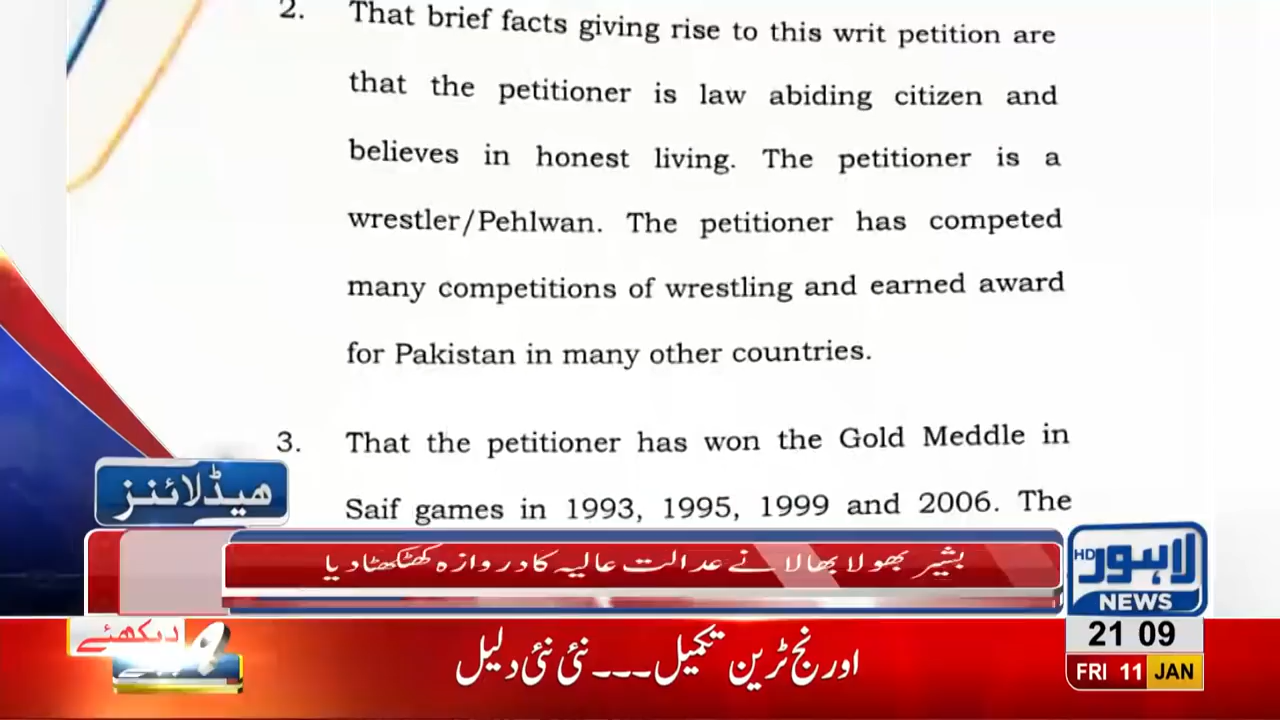 2. That brief facts giving rise to this writ petition are
that the petitioner is law abiding citizen and
believes in honest living. The petitioner is a
wrestler/Pehlwan. The petitioner has competed
many competitions of wrestling and earned award
for Pakistan in many other countries.
3. That the petitioner has won the Gold Meddle in
Saif games in 1993, 1995, 1999 and 2006. The
ہیڈلائنز
بشیر بھولا بھالا نے عدالت عالیہ کا دروازہ کھٹکھٹا دیا
HD لاہور
NEWS
دیکھئے
اورنج ٹرین تکمیل۔۔۔نئی نئی دلیل
21 09
FRI 11 JAN